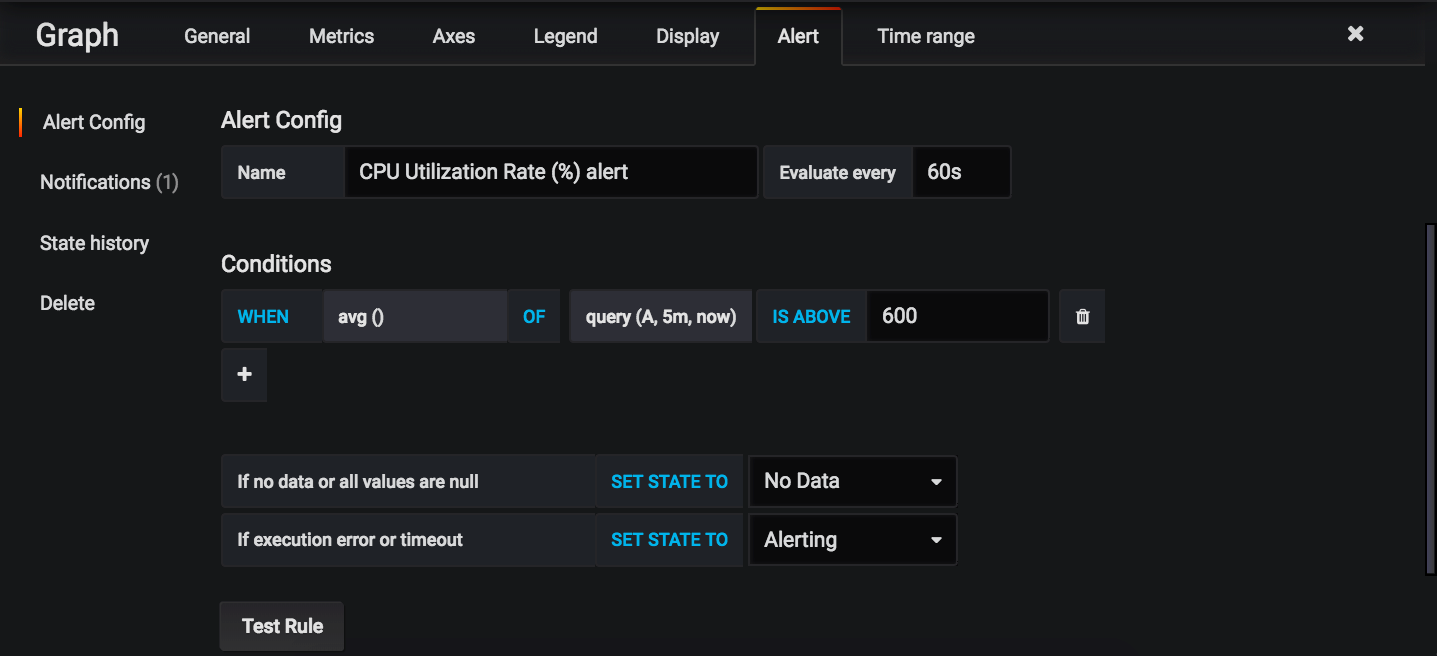 Graph General Metrics Axes Legend Display Alert Time range
Alert Config
Notifications (1)
State history
Delete
Alert Config
Name CPU Utilization Rate (%) alert Evaluate every 60s
Conditions
WHEN avg () OF query (A, 5m, now) IS ABOVE 600
If no data or all values are null SET STATE TO No Data
If execution error or timeout SET STATE TO Alerting
Test Rule